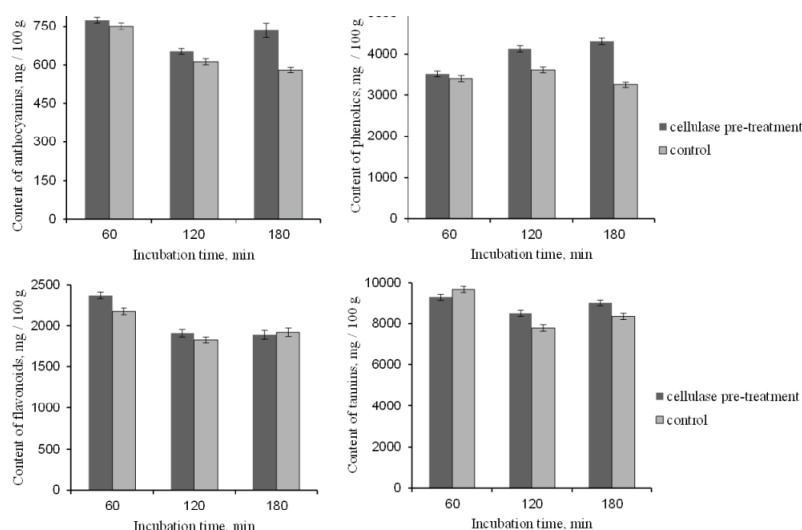 Content of anthocyanins, mg / 100 g
750
600
450
300
150
0
60 120 180
Incubation time, min
Content of phenolics, mg / 100 g
4000
3000
2000
1000
0
60 120 180
Incubation time, min
cellulase pre-treatment
control
Content of flavonoids, mg / 100 g
2500
2000
1500
1000
500
0
60 120 180
Incubation time, min
Content of tannins, mg / 100 g
10000
8000
6000
4000
2000
0
60 120 180
Incubation time, min
cellulase pre-treatment
control